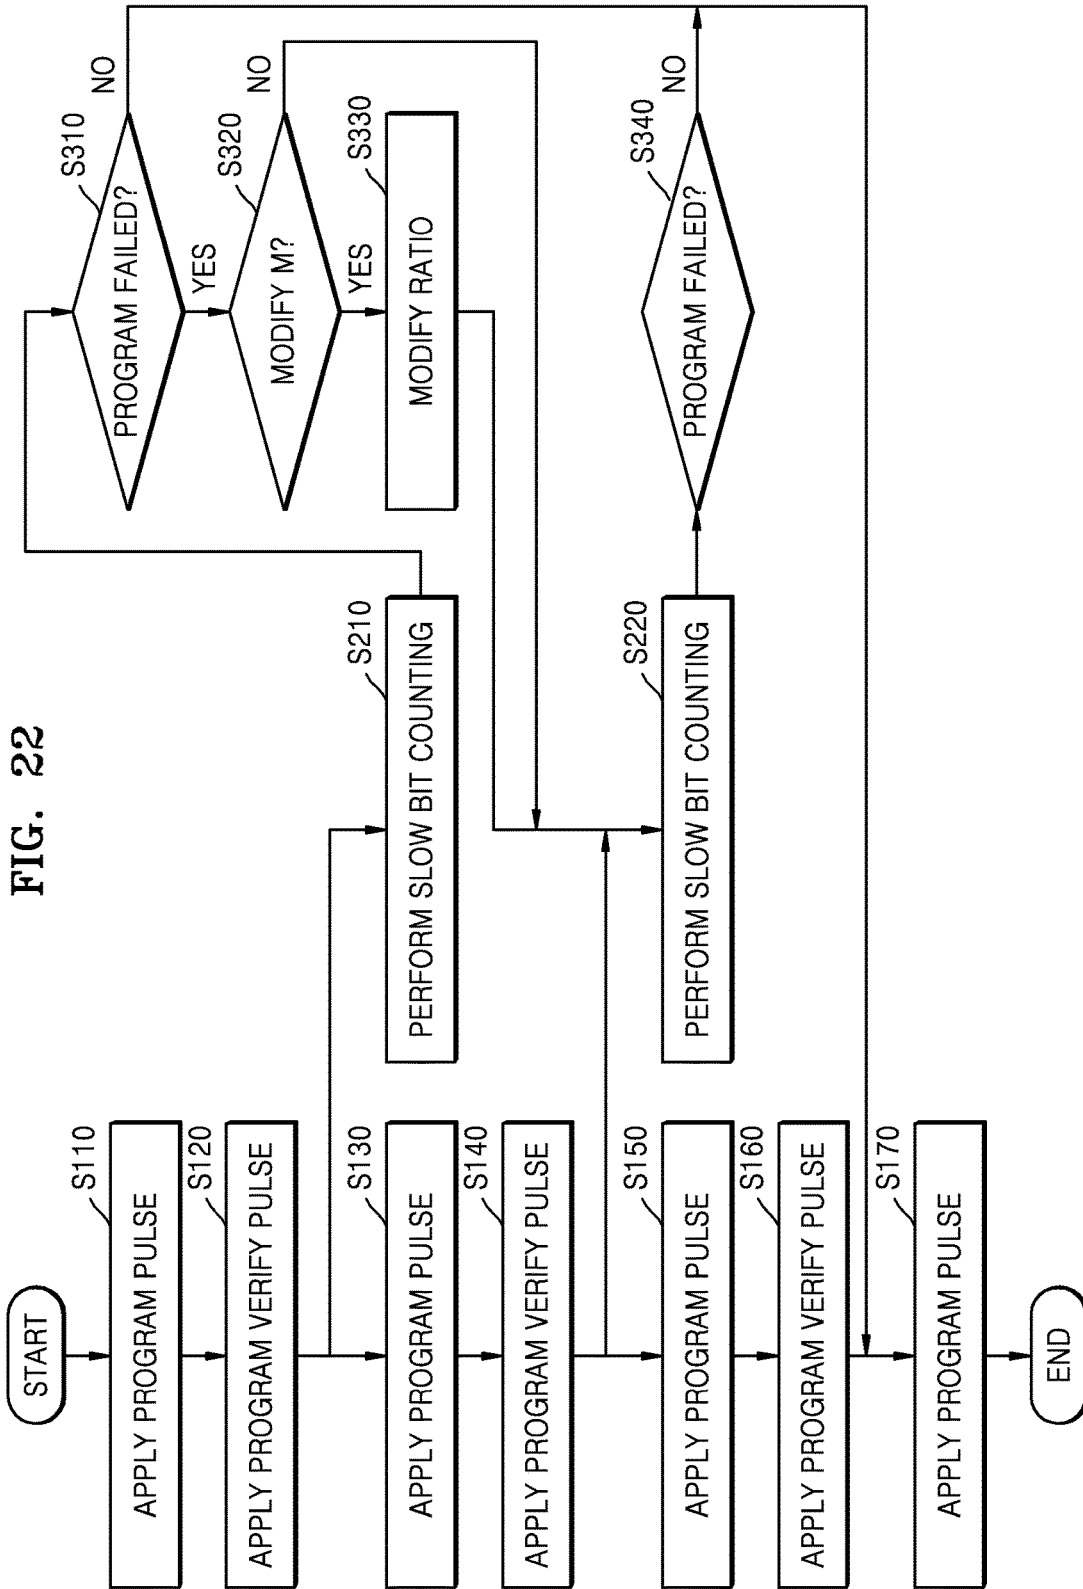 FIG. 22
START
APPLY PROGRAM PULSE
S110
APPLY PROGRAM VERIFY PULSE
S120
APPLY PROGRAM PULSE
S130
APPLY PROGRAM VERIFY PULSE
S140
APPLY PROGRAM PULSE
S150
APPLY PROGRAM VERIFY PULSE
S160
APPLY PROGRAM PULSE
S170
END
PERFORM SLOW BIT COUNTING
S210
PERFORM SLOW BIT COUNTING
S220
PROGRAM FAILED?
S310
NO
YES
MODIFY M?
S320
NO
YES
MODIFY RATIO
S330
PROGRAM FAILED?
S340
NO